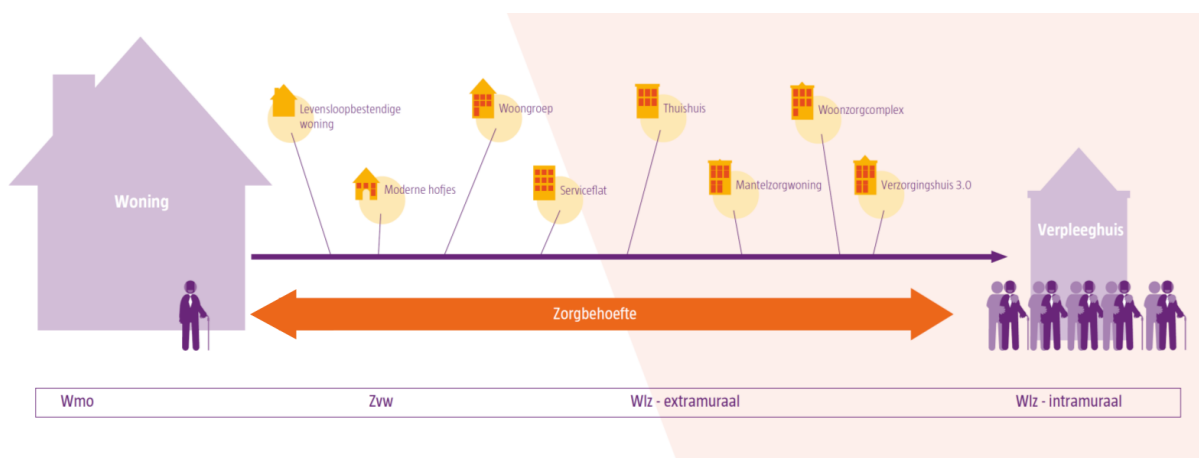 Levensloopbestendige
woning
Woongroep
Thuishuis
Woonzorgcomplex
Moderne hofjes
Serviceflat
Mantelzorgwoning
Verzorgingshuis 3.0
Woning
Verpleeghuis
Zorgbehoefte
Wmo
Zvw
Wlz - extramuraal
Wlz - intramuraal